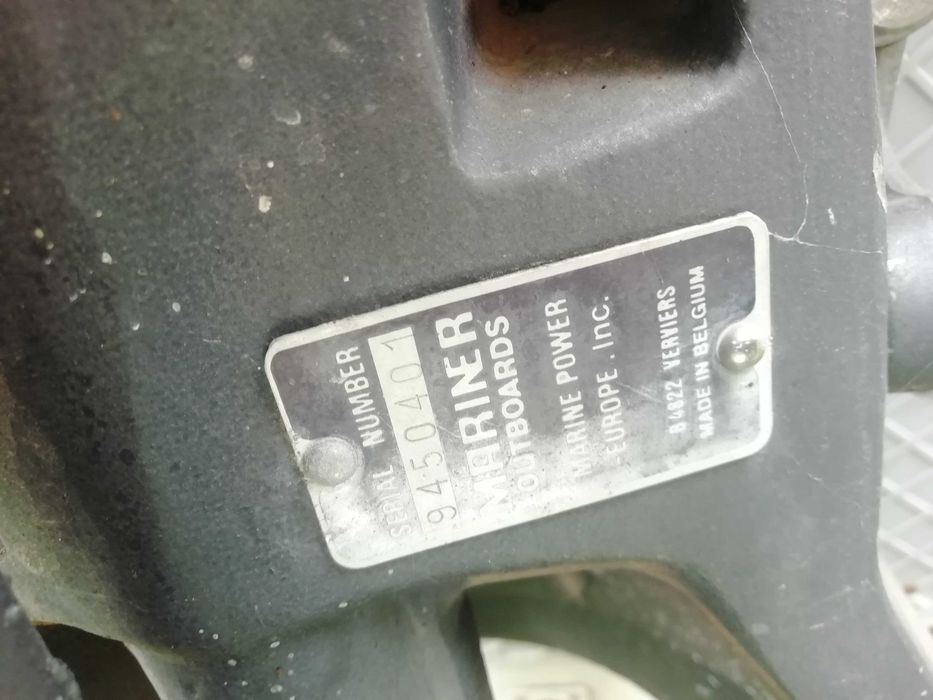 SERIAL NUMBER
9450401
MARINER
OUTBOARDS
MARINE POWER
EUROPE. Inc.
B4822 VERVIERS
MADE IN BELGIUM